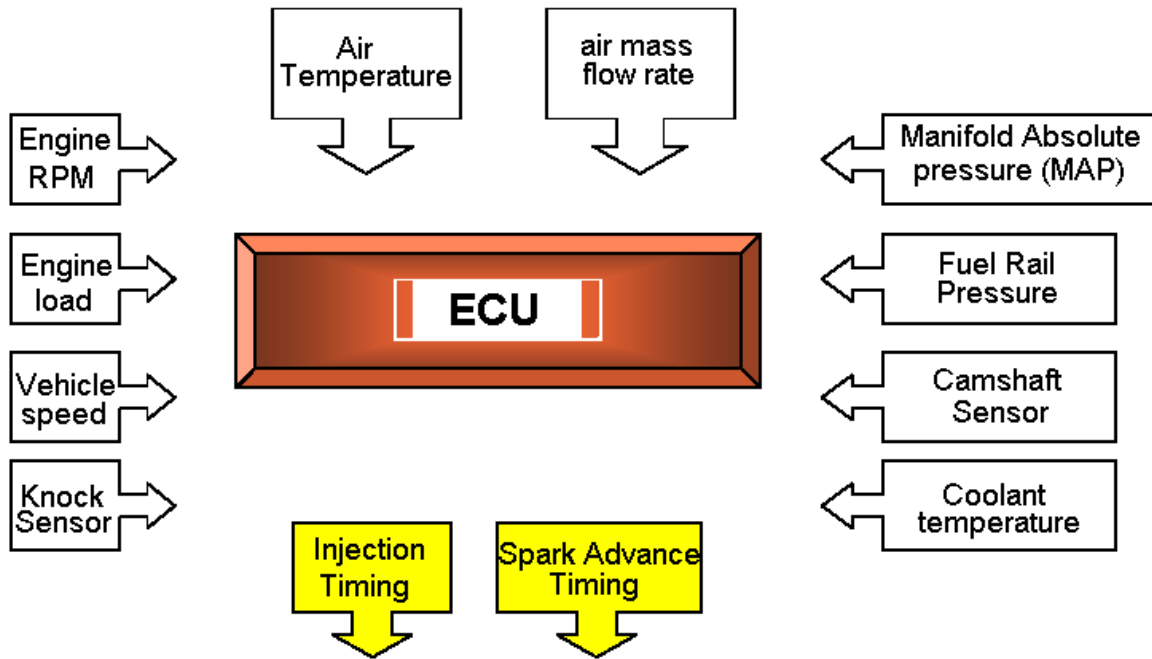 Air
Temperature
air mass
flow rate
Engine
RPM
Manifold Absolute
pressure (MAP)
Engine
load
ECU
Fuel Rail
Pressure
Vehicle
speed
Camshaft
Sensor
Knock
Sensor
Coolant
temperature
Injection
Timing
Spark Advance
Timing